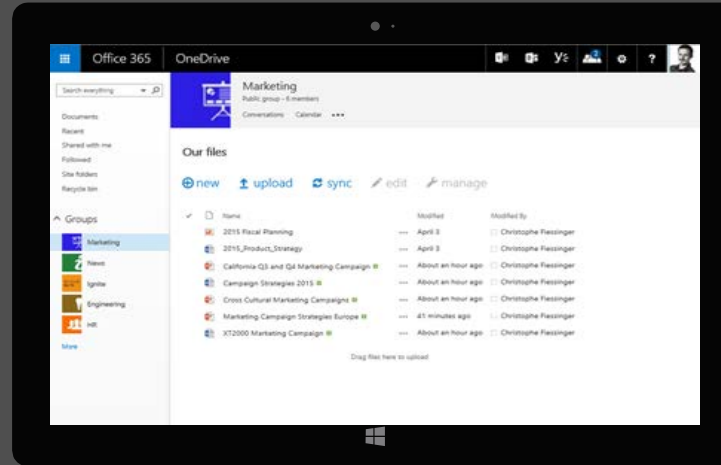 Office 365
OneDrive
2
?
Search everything
Documents
Recent
Shared with me
Followed
Site folders
Recycle bin
Groups
Marketing
News
Ignite
Engineering
HR
More
Marketing
Public group - 6 members
Conversations Calendar •••
Our files
new upload sync edit manage
Name Modified Modified By
2015 Fiscal Planning ••• April 3 Christophe Fiessinger
2015_Product_Strategy ••• April 3 Christophe Fiessinger
California Q3 and Q4 Marketing Campaign ••• About an hour ago Christophe Fiessinger
Campaign Strategies 2015 ••• About an hour ago Christophe Fiessinger
Cross Cultural Marketing Campaigns ••• About an hour ago Christophe Fiessinger
Marketing Campaign Strategies Europe ••• 41 minutes ago Christophe Fiessinger
XT2000 Marketing Campaign ••• About an hour ago Christophe Fiessinger
Drag files here to upload